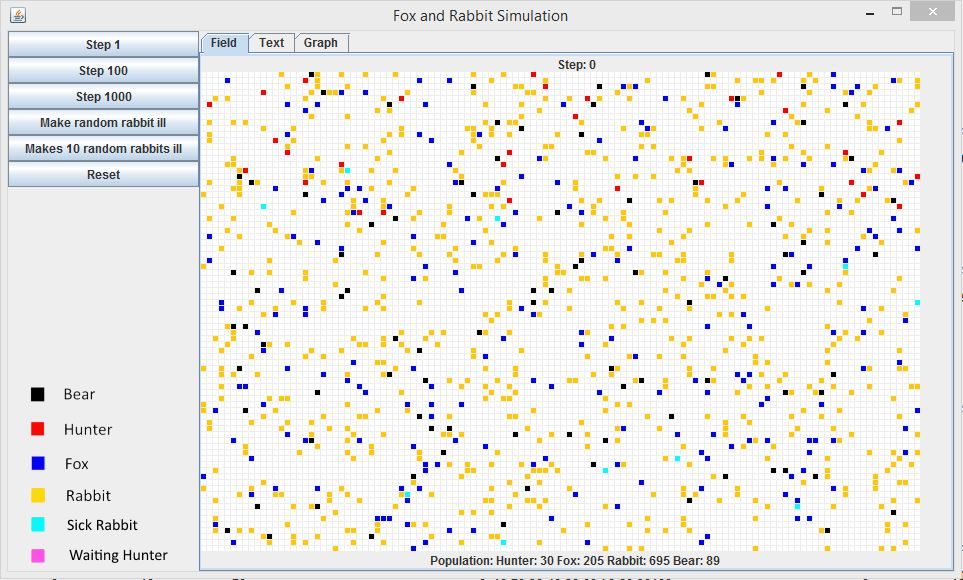 Fox and Rabbit Simulation
Step 1
Step 100
Step 1000
Make random rabbit ill
Makes 10 random rabbits ill
Reset
Field Text Graph
Step: 0
Bear
Hunter
Fox
Rabbit
Sick Rabbit
Waiting Hunter
Population: Hunter: 30 Fox: 205 Rabbit: 695 Bear: 89